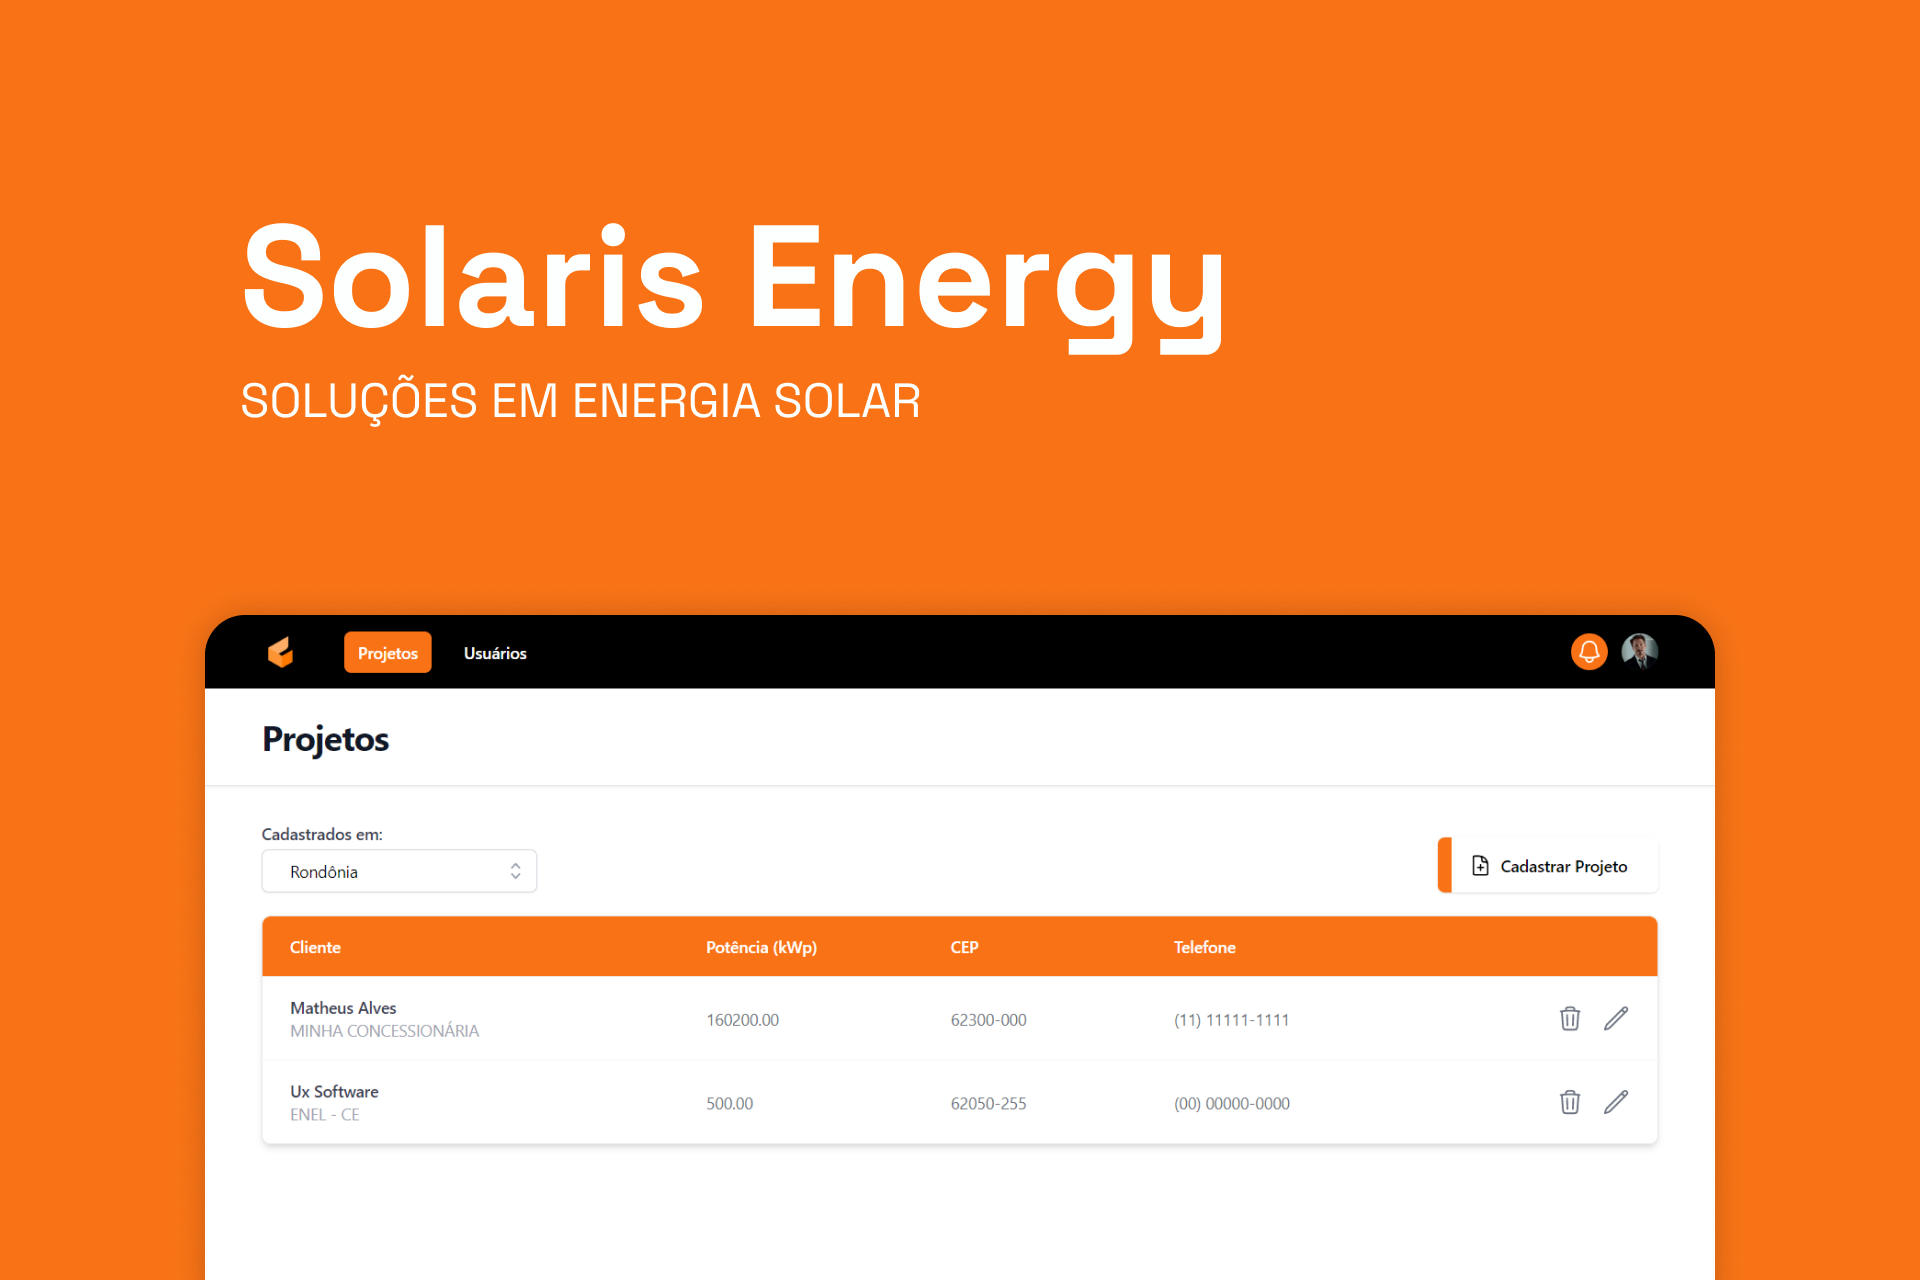 Solaris Energy
SOLUÇÕES EM ENERGIA SOLAR
Projetos Usuários
Projetos
Cadastrados em:
Rondônia
Cadastrar Projeto
Cliente Potência (kWp) CEP Telefone
Matheus Alves
MINHA CONCESSIONÁRIA
160200.00 62300-000 (11) 11111-1111
Ux Software
ENEL - CE
500.00 62050-255 (00) 00000-0000